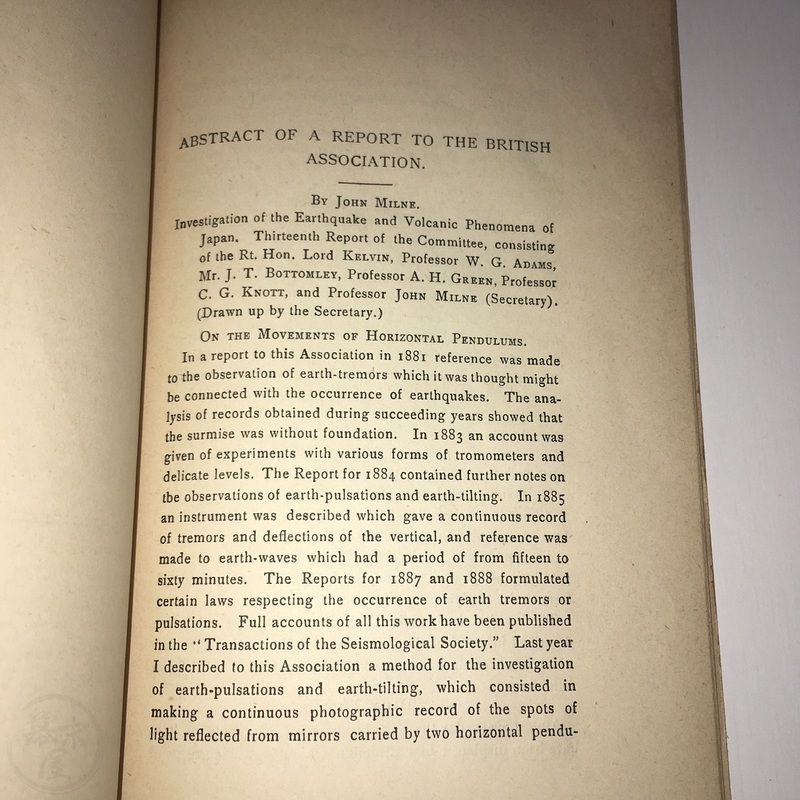 ABSTRACT OF A REPORT TO THE BRITISH
ASSOCIATION.
By John Milne.
Investigation of the Earthquake and Volcanic Phenomena of
Japan. Thirteenth Report of the Committee, consisting
of the Rt. Hon. Lord Kelvin, Professor W. G. Adams,
Mr. J. T. Bottomley, Professor A. H. Green, Professor
C. G. Knott, and Professor John Milne (Secretary).
(Drawn up by the Secretary.)
On the Movements of Horizontal Pendulums.
In a report to this Association in 1881 reference was made
to the observation of earth-tremors which it was thought might
be connected with the occurrence of earthquakes. The ana-
lysis of records obtained during succeeding years showed that
the surmise was without foundation. In 1883 an account was
given of experiments with various forms of tromometers and
delicate levels. The Report for 1884 contained further notes on
tbe observations of earth-pulsations and earth-tilting. In 1885
an instrument was described which gave a continuous record
of tremors and deflections of the vertical, and reference was
made to earth-waves which had a period of from fifteen to
sixty minutes. The Reports for 1887 and 1888 formulated
certain laws respecting the occurrence of earth tremors or
pulsations. Full accounts of all this work have been published
in the “Transactions of the Seismological Society.” Last year
I described to this Association a method for the investigation
of earth-pulsations and earth-tilting, which consisted in
making a continuous photographic record of the spots of
light reflected from mirrors carried by two horizontal pendu-